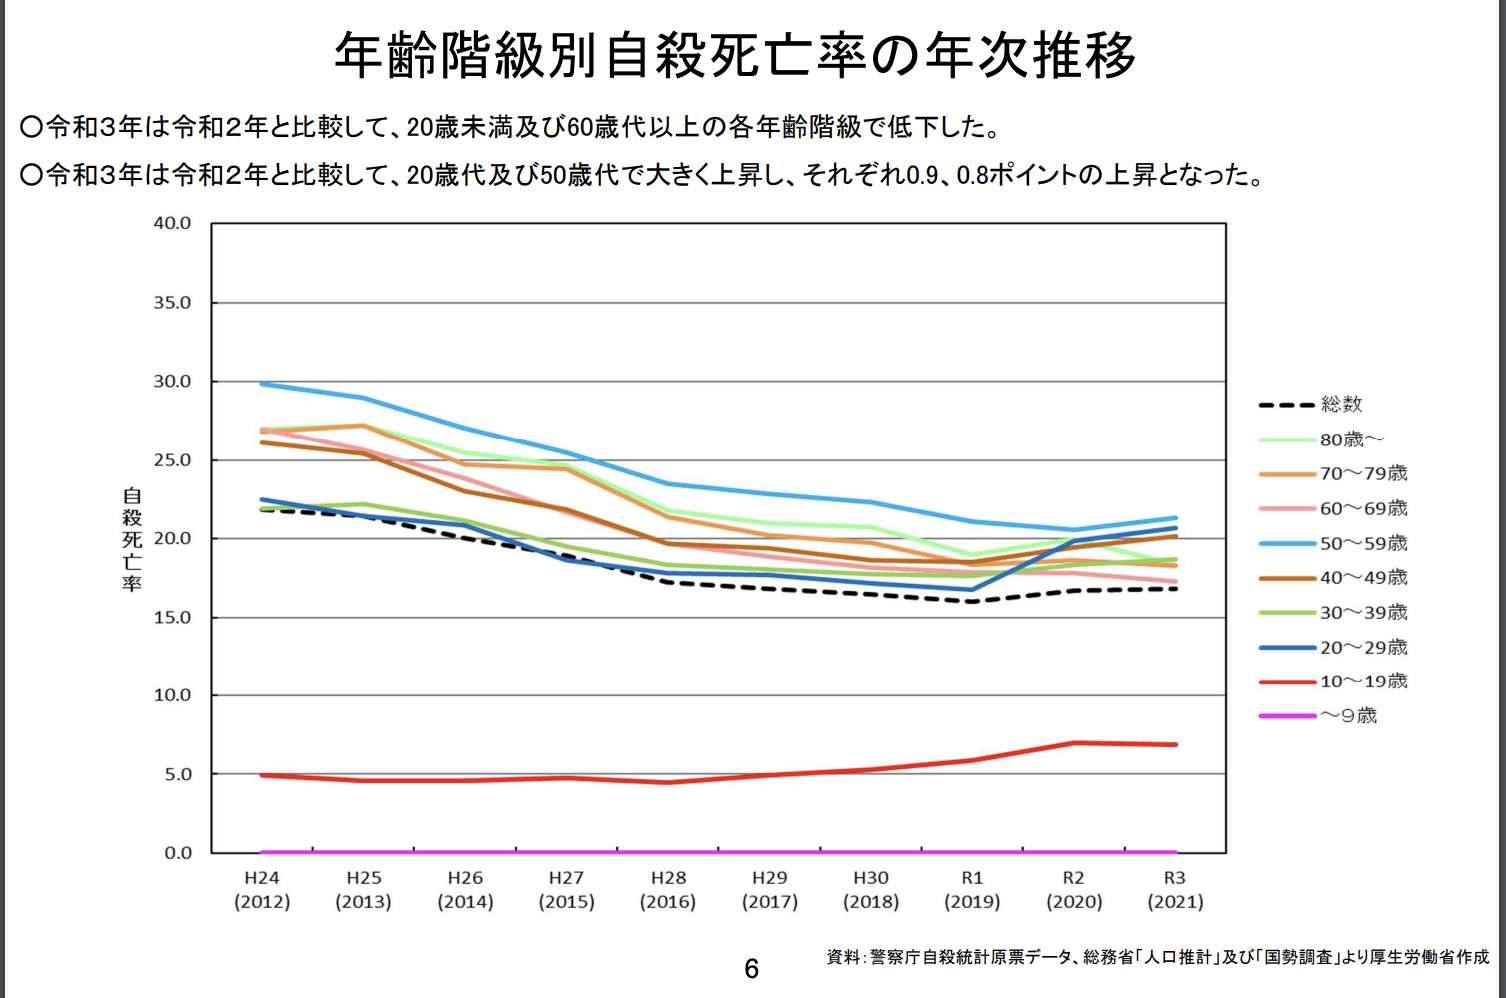 年齢階級別自殺死亡率の年次推移
〇令和３年は令和２年と比較して、20歳未満及び60歳代以上の各年齢階級で低下した。
〇令和３年は令和２年と比較して、20歳代及び50歳代で大きく上昇し、それぞれ0.9、0.8ポイントの上昇となった。
40.0
35.0
30.0
25.0
20.0
15.0
10.0
5.0
0.0
自殺死亡率
H24 H25 H26 H27 H28 H29 H30 R1 R2 R3
(2012) (2013) (2014) (2015) (2016) (2017) (2018) (2019) (2020) (2021)
総数
80歳～
70～79歳
60～69歳
50～59歳
40～49歳
30～39歳
20～29歳
10～19歳
～９歳
資料：警察庁自殺統計原票データ、総務省「人口推計」及び「国勢調査」より厚生労働省作成
6